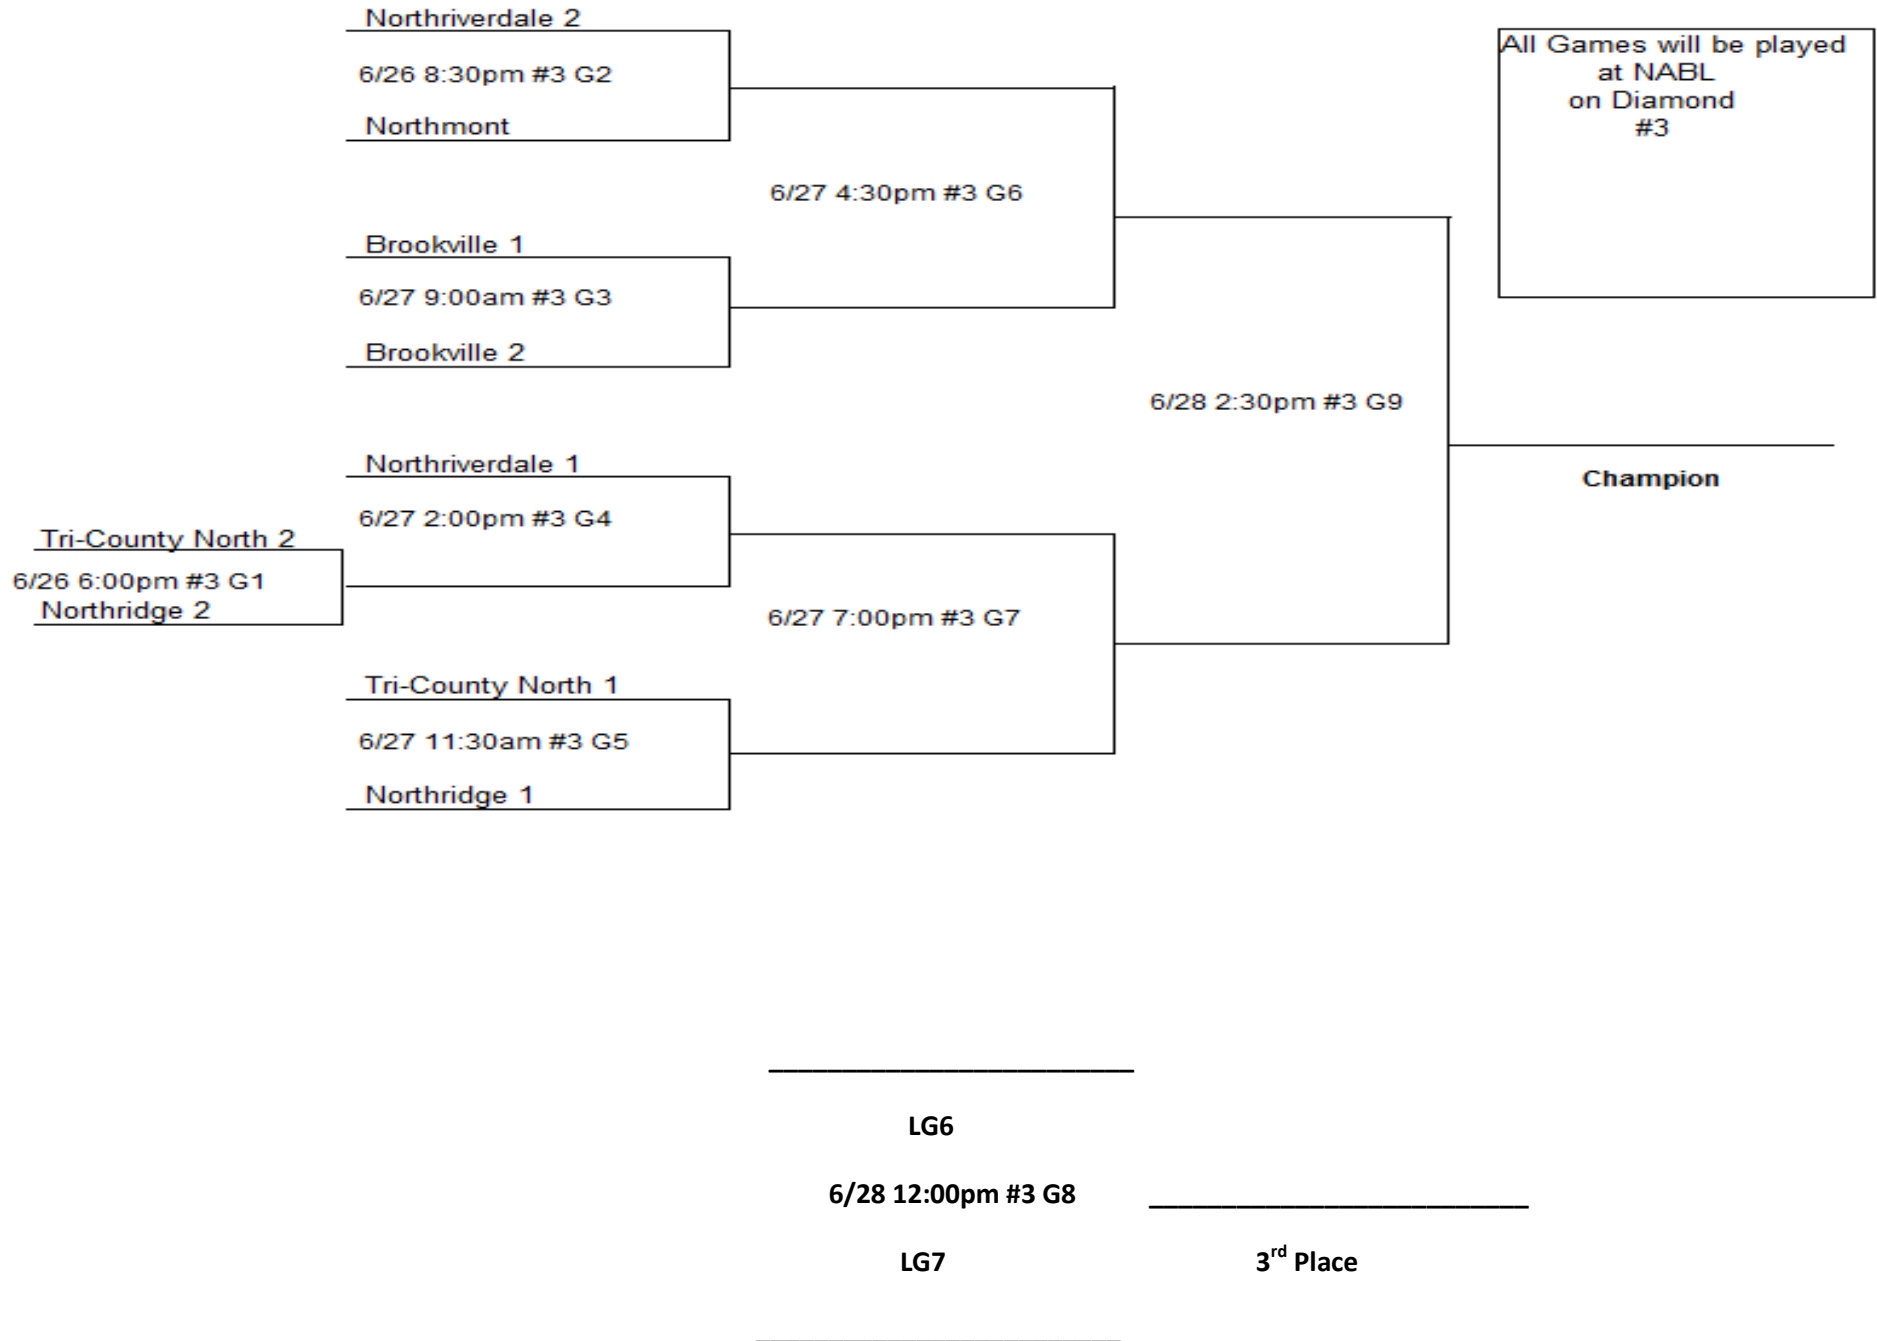 Northriverdale 2
6/26 8:30pm #3 G2
Northmont
All Games will be played
at NABL
on Diamond
#3
6/27 4:30pm #3 G6
Brookville 1
6/27 9:00am #3 G3
Brookville 2
6/28 2:30pm #3 G9
Champion
Northriverdale 1
6/27 2:00pm #3 G4
Tri-County North 2
6/26 6:00pm #3 G1
Northridge 2
6/27 7:00pm #3 G7
Tri-County North 1
6/27 11:30am #3 G5
Northridge 1
LG6
6/28 12:00pm #3 G8
LG7
3rd Place